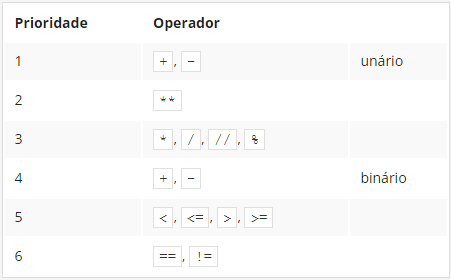 Prioridade Operador
1 +, - unário
2 **
3 *, /, //, %
4 +, - binário
5 <, <=, >, >=
6 ==, !=